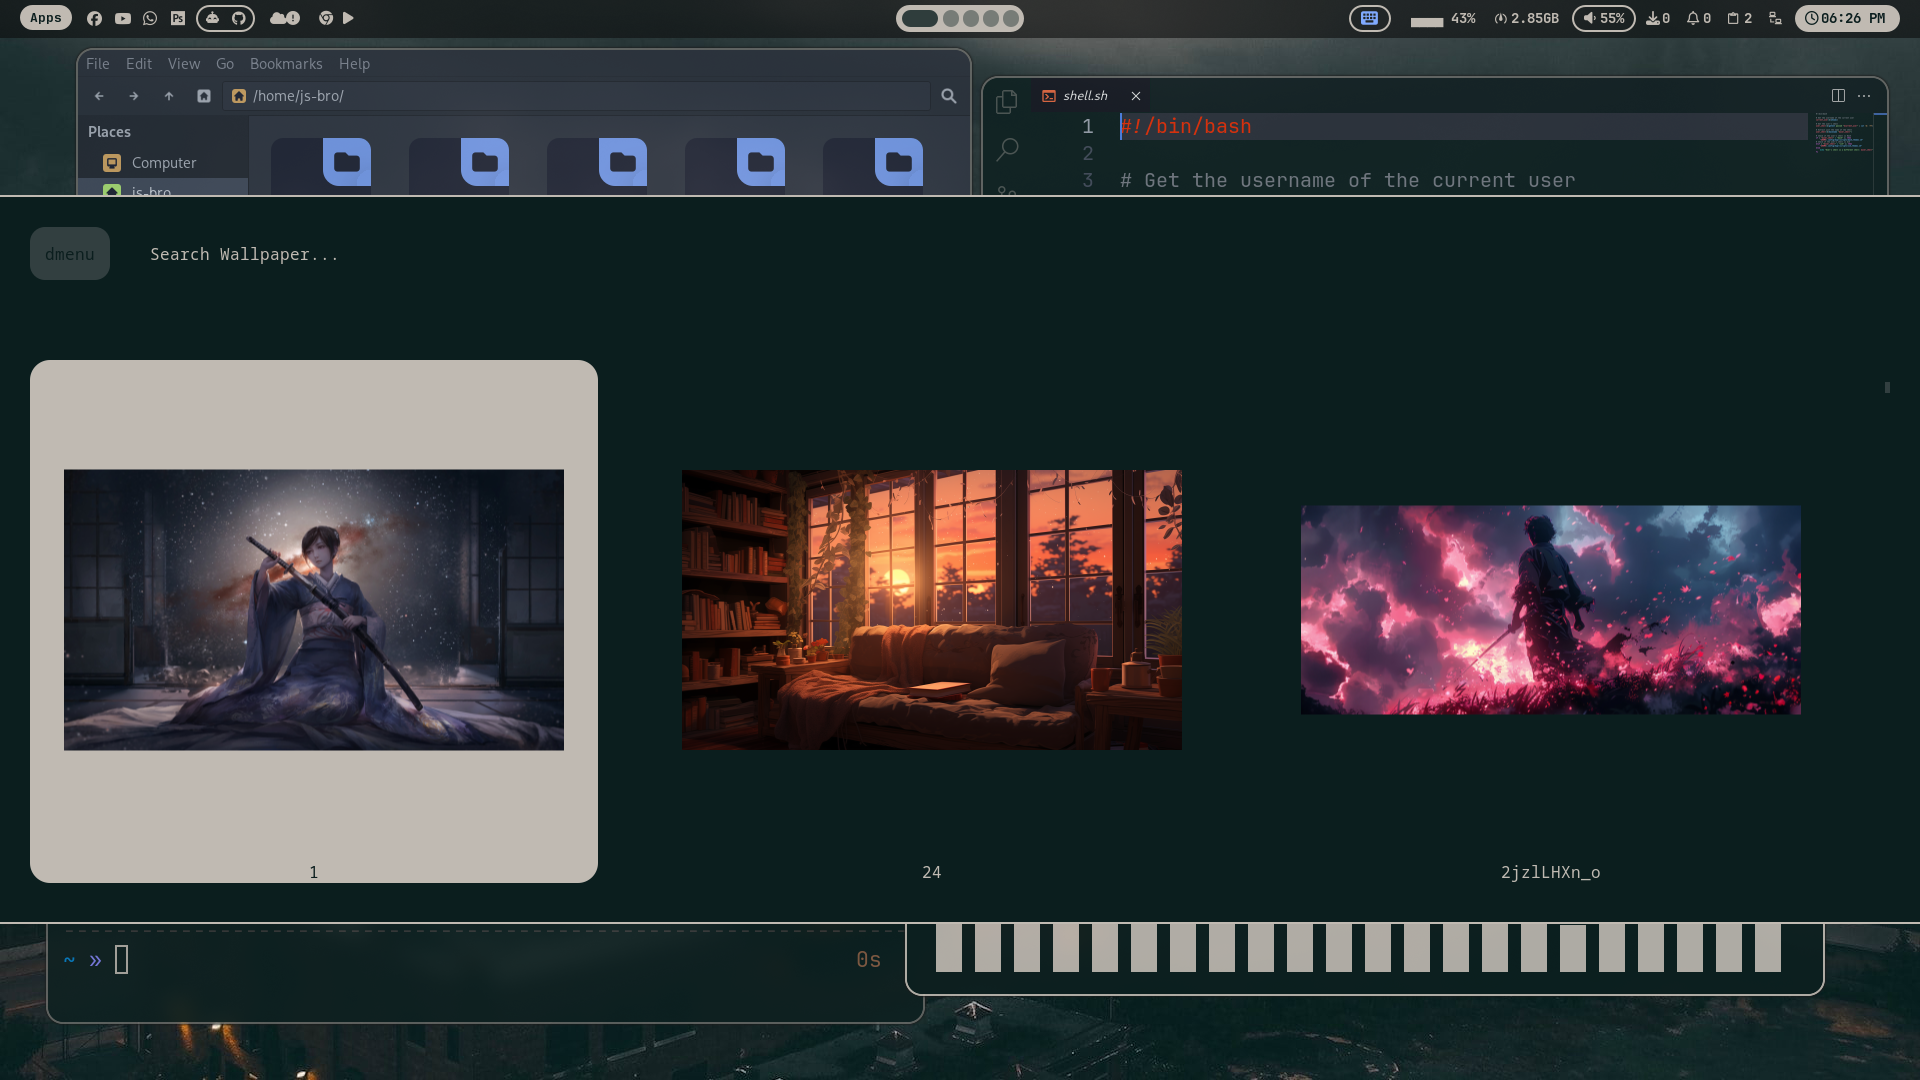 Apps
Ps
43%
2.85GB
55%
0
0
2
06:26 PM
File Edit View Go Bookmarks Help
/home/js-bro/
Places
Computer
js-bro
shell.sh
1 #!/bin/bash
2
3 # Get the username of the current user
dmenu
Search Wallpaper...
1
24
2jzlLHXn_o
~ »
0s